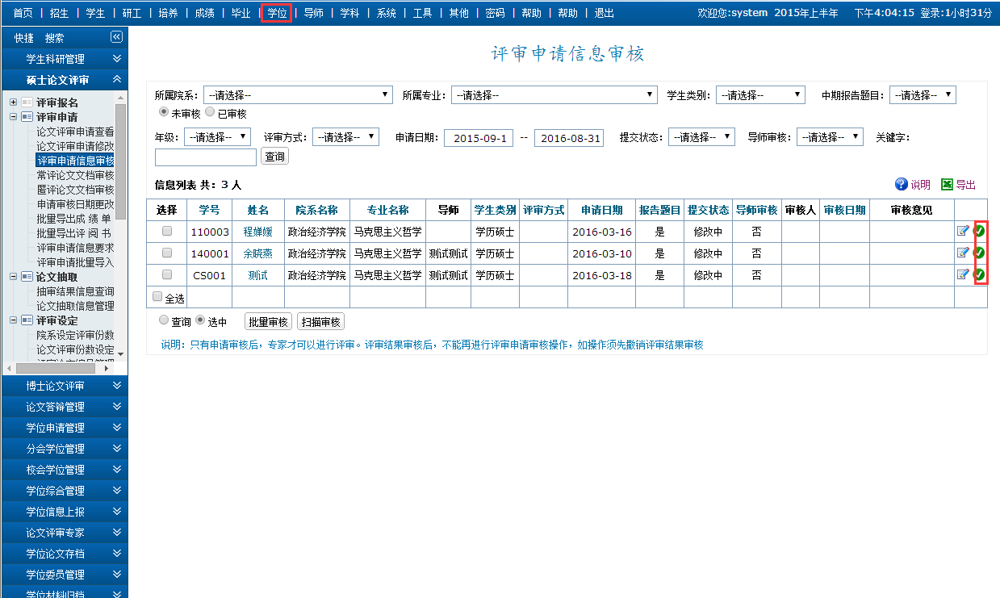 首页 | 招生 | 学生 | 研工 | 培养 | 成绩 | 毕业 | 学位 | 导师 | 学科 | 系统 | 工具 | 其他 | 密码 | 帮助 | 帮助 | 退出 欢迎您:system 2015年上半年 下午4:04:15 登录:1小时31分
快捷 搜索
学生科研管理
硕士论文评审
评审报名
评审申请
论文评审申请查看
论文评审申请修改
评审申请信息审核
常评论文文档审核
匿评论文文档审核
申请审核日期更改
批量导出成 绩 单
批量导出评 阅 书
评审申请信息要求
评审申请批量导入
论文抽取
抽审结果信息查询
论文抽取信息管理
评审设定
院系设定评审份数
论文评审份数设定
博士论文评审
论文答辩管理
学位申请管理
分会学位管理
校会学位管理
学位综合管理
学位信息上报
论文评审专家
学位论文存档
学位委员管理
学位材料归档
评审申请信息审核
所属院系: --请选择-- 所属专业: --请选择-- 学生类别: --请选择-- 中期报告题目: --请选择--
未审核 已审核
年级: --请选择-- 评审方式: --请选择-- 申请日期: 2015-09-1 -- 2016-08-31 提交状态: --请选择-- 导师审核: --请选择-- 关键字:
查询
信息列表 共: 3 人 说明 导出
选择 学号 姓名 院系名称 专业名称 导师 学生类别 评审方式 申请日期 报告题目 提交状态 导师审核 审核人 审核日期 审核意见
110003 程婵媛 政治经济学院 马克思主义哲学 学历硕士 2016-03-16 是 修改中 否
140001 余晓燕 政治经济学院 马克思主义哲学 测试测试 学历硕士 2016-03-10 是 修改中 否
CS001 测试 政治经济学院 马克思主义哲学 测试测试 学历硕士 2016-03-18 是 修改中 否
全选
查询 选中 批量审核 扫描审核
说明: 只有申请审核后，专家才可以进行评审。评审结果审核后，不能再进行评审申请审核操作，如操作须先撤销评审结果审核